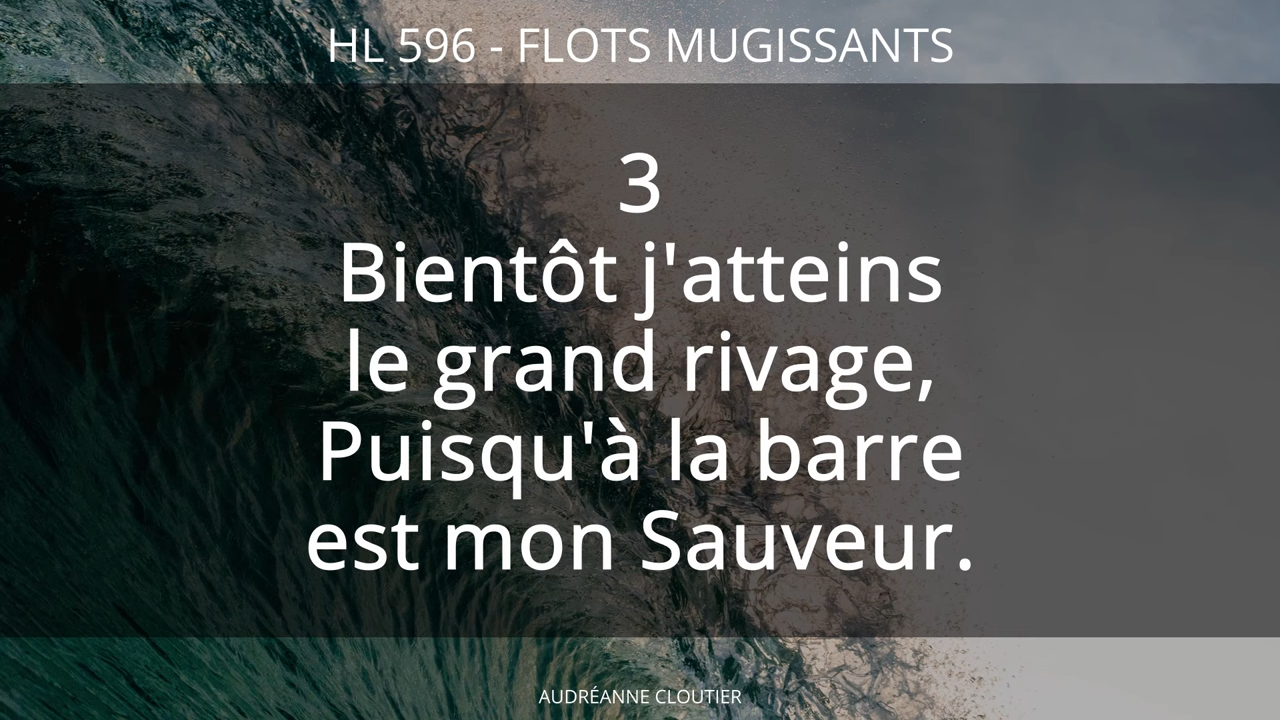 HL 596 - FLOTS MUGISSANTS
3
Bientôt j'atteins
le grand rivage,
Puisqu'à la barre
est mon Sauveur.
AUDRÉANNE CLOUTIER